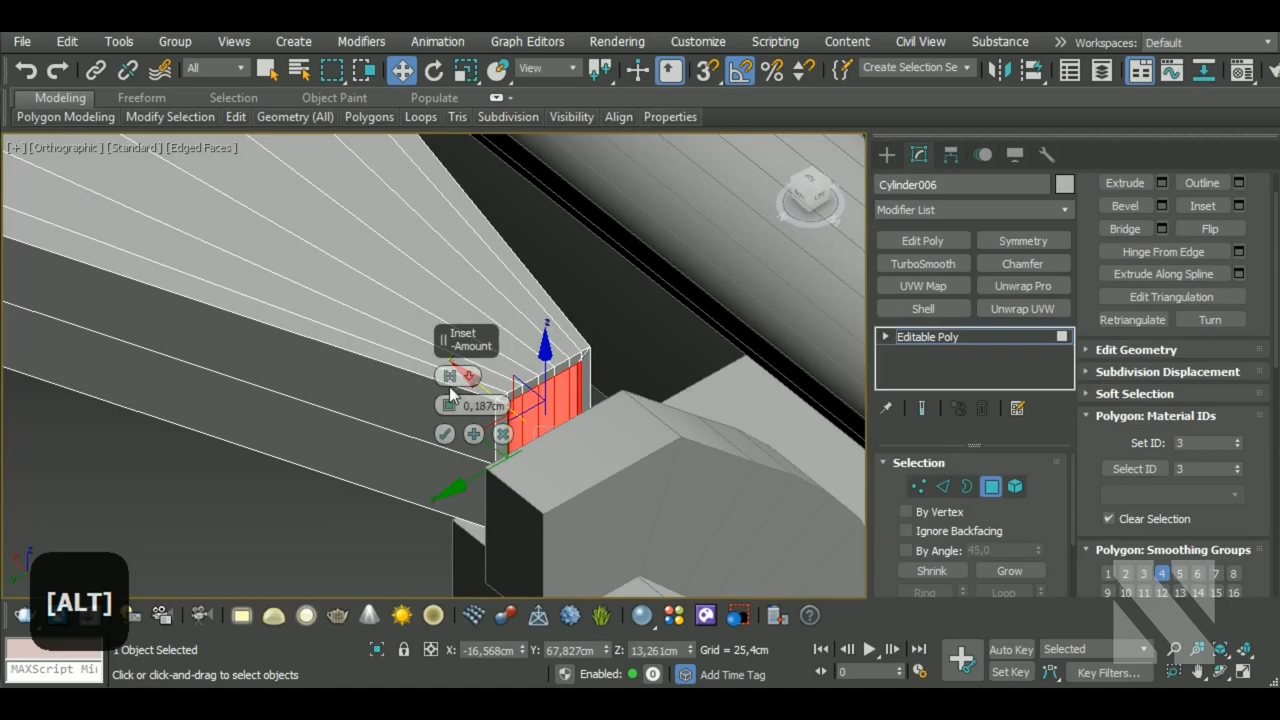 File Edit Tools Group Views Create Modifiers Animation Graph Editors Rendering Customize Scripting Content Civil View Substance Workspaces: Default
All View Create Selection Se
Modeling Freeform Selection Object Paint Populate
Polygon Modeling Modify Selection Edit Geometry (All) Polygons Loops Tris Subdivision Visibility Align Properties
[+][Orthographic][Standard][Edged Faces]
Cylinder006
Modifier List
Edit Poly Symmetry
TurboSmooth Chamfer
UVW Map Unwrap Pro
Shell Unwrap UVW
Editable Poly
Selection
By Vertex
Ignore Backfacing
By Angle: 45,0
Shrink Grow
Ring Loop
Extrude Outline
Bevel Inset
Bridge Flip
Hinge From Edge
Extrude Along Spline
Edit Triangulation
Retriangulate Turn
Edit Geometry
Subdivision Displacement
Soft Selection
Polygon: Material IDs
Set ID: 3
Select ID 3
Clear Selection
Polygon: Smoothing Groups
1 2 3 4 5 6 7 8
9 10 11 12 13 14 15 16
Inset
-Amount
0,187cm
z
[ALT]
1 Object Selected X: -16,568cm Y: 67,827cm Z: 13,261cm Grid = 25,4cm Auto Key Selected
MAXScript Mi Click or click-and-drag to select objects Enabled: 0 Add Time Tag 0 Set Key Key Filters...